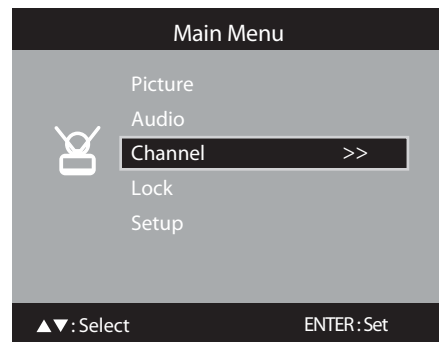 Main Menu
Picture
Audio
Channel >>
Lock
Setup
▲▼: Select ENTER: Set